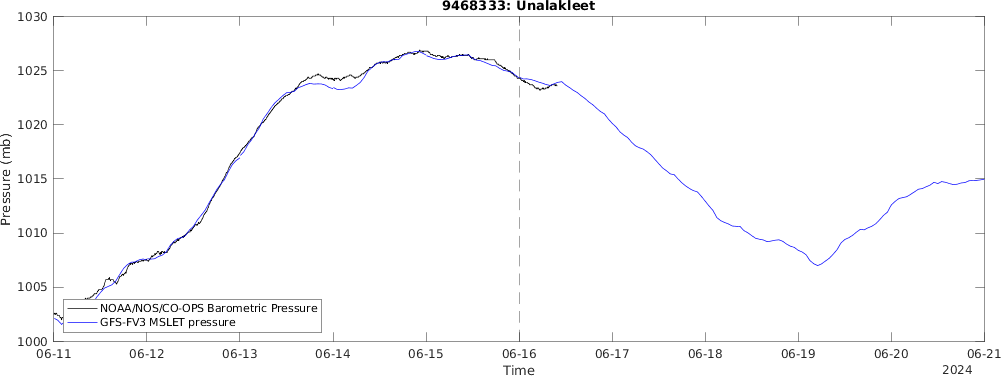 9468333: Unalakleet
Pressure (mb)
1030
1025
1020
1015
1010
1005
1000
NOAA/NOS/CO-OPS Barometric Pressure
GFS-FV3 MSLET pressure
06-11 06-12 06-13 06-14 06-15 06-16 06-17 06-18 06-19 06-20 06-21
Time
2024